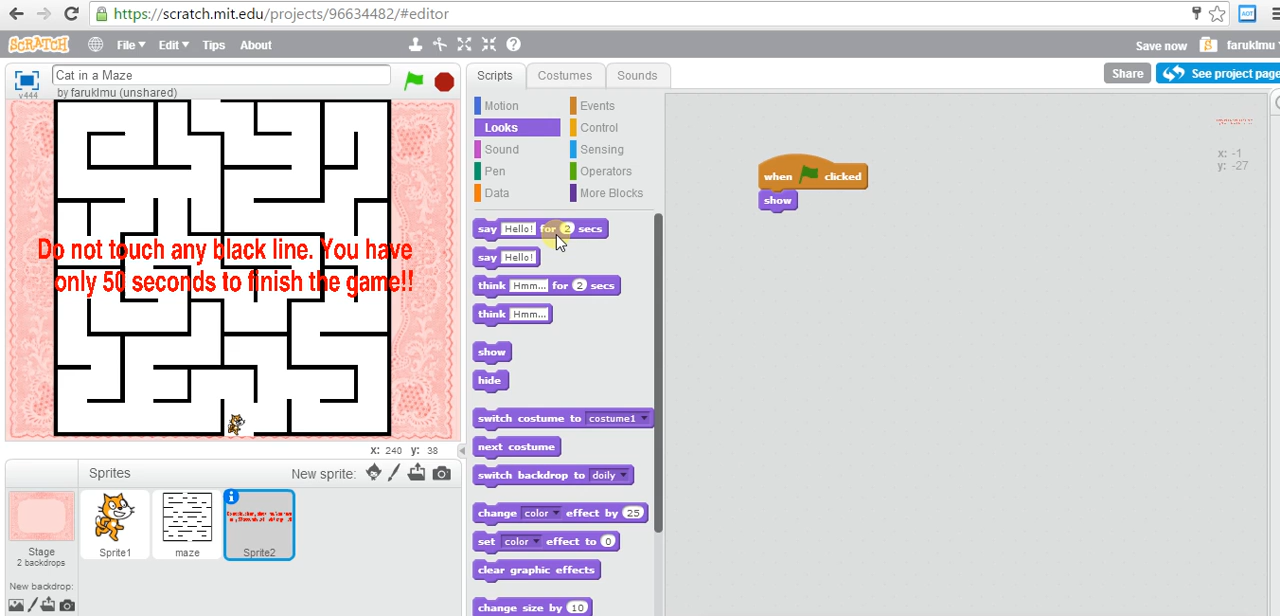 https://scratch.mit.edu/projects/96634482/#editor
SCRATCH File Edit Tips About Save now faruklmu
Cat in a Maze
by faruklmu (unshared)
v444
Scripts Costumes Sounds
Share See project page
Motion Events
Looks Control
Sound Sensing
Pen Operators
Data More Blocks
say Hello! for 2 secs
say Hello!
think Hmm... for 2 secs
think Hmm...
show
hide
switch costume to costume1
next costume
switch backdrop to doily
change color effect by 25
set color effect to 0
clear graphic effects
change size by 10
when clicked
show
x: -1
y: -27
Do not touch any black line. You have
only 50 seconds to finish the game!!
x: 240 y: 38
Sprites New sprite:
Stage
2 backdrops
New backdrop:
Sprite1 maze Sprite2